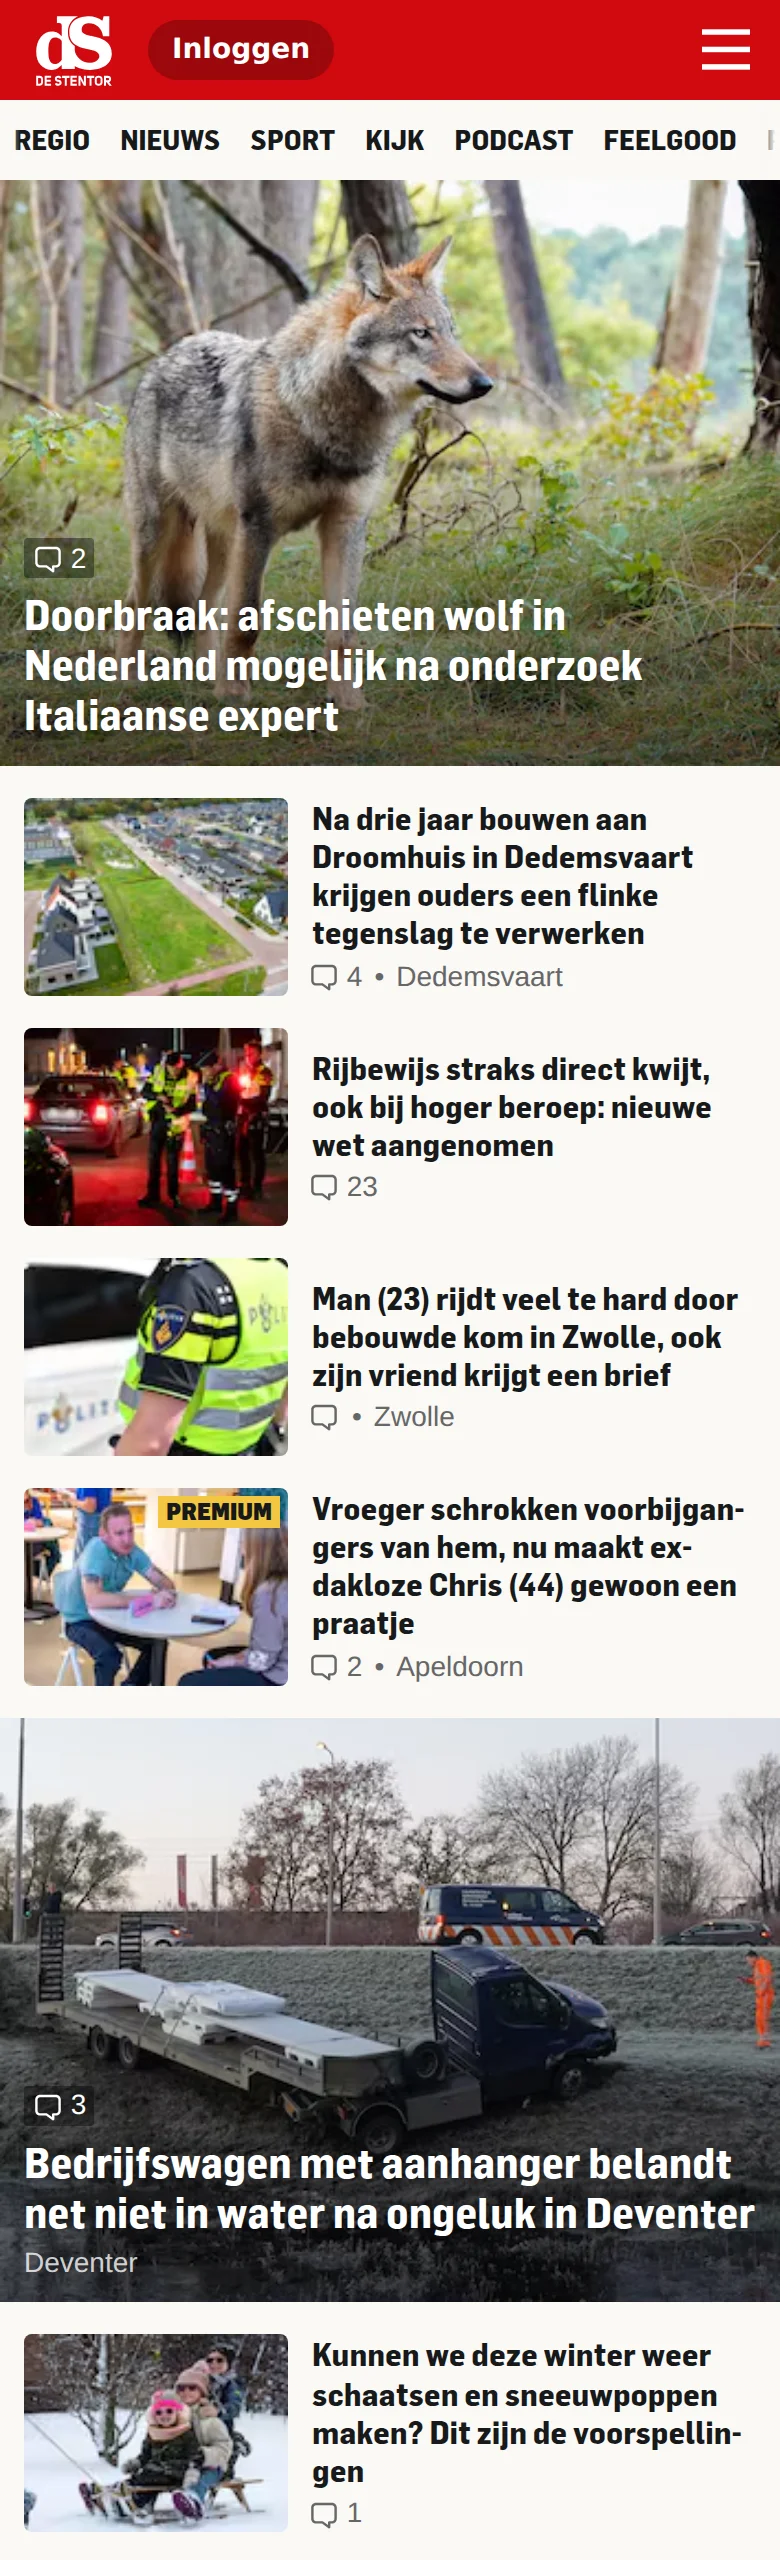 dS
DE STENTOR
Inloggen
REGIO NIEUWS SPORT KIJK PODCAST FEELGOOD
2
Doorbraak: afschieten wolf in
Nederland mogelijk na onderzoek
Italiaanse expert
Na drie jaar bouwen aan
Droomhuis in Dedemsvaart
krijgen ouders een flinke
tegenslag te verwerken
4 • Dedemsvaart
Rijbewijs straks direct kwijt,
ook bij hoger beroep: nieuwe
wet aangenomen
23
Man (23) rijdt veel te hard door
bebouwde kom in Zwolle, ook
zijn vriend krijgt een brief
• Zwolle
PREMIUM
Vroeger schrokken voorbijgan-
gers van hem, nu maakt ex-
dakloze Chris (44) gewoon een
praatje
2 • Apeldoorn
3
Bedrijfswagen met aanhanger belandt
net niet in water na ongeluk in Deventer
Deventer
Kunnen we deze winter weer
schaatsen en sneeuwpoppen
maken? Dit zijn de voorspellin-
gen
1